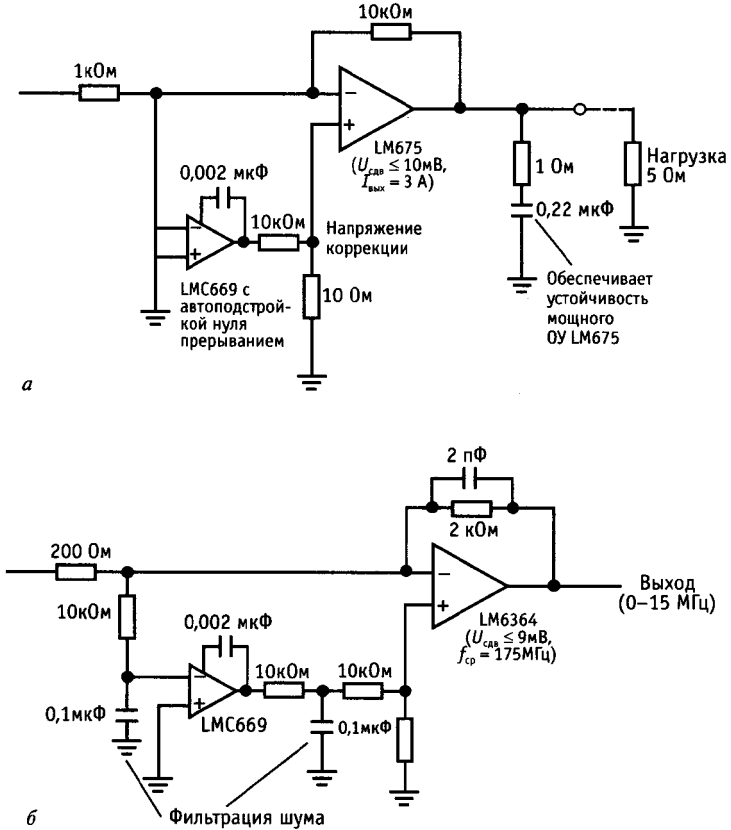 10кОм
1кОм
LM675
(Uсдв ≤ 10мВ,
Iвых = 3 А)
0,002 мкФ
10кОм
Напряжение
коррекции
1 Ом
0,22 мкФ
Нагрузка
5 Ом
LMC669 с
автоподстрой-
кой нуля
прерыванием
10 Ом
Обеспечивает
устойчивость
мощного
ОУ LM675
а
2 пФ
2 кОм
200 Ом
Выход
(0–15 МГц)
LM6364
(Uсдв ≤ 9мВ,
fср = 175МГц)
10кОм
0,002 мкФ
10кОм
10кОм
0,1мкФ
LMC669
0,1мкФ
Фильтрация шума
б